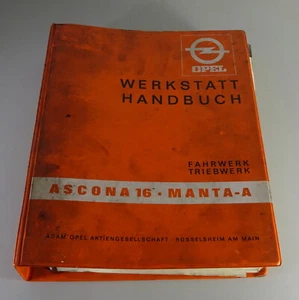 OPEL
WERKSTATT
HANDBUCH
FAHRWERK
TRIEBWERK
ASCONA 16" · MANTA-A
ADAM OPEL AKTIENGESELLSCHAFT · RÜSSELSHEIM AM MAIN